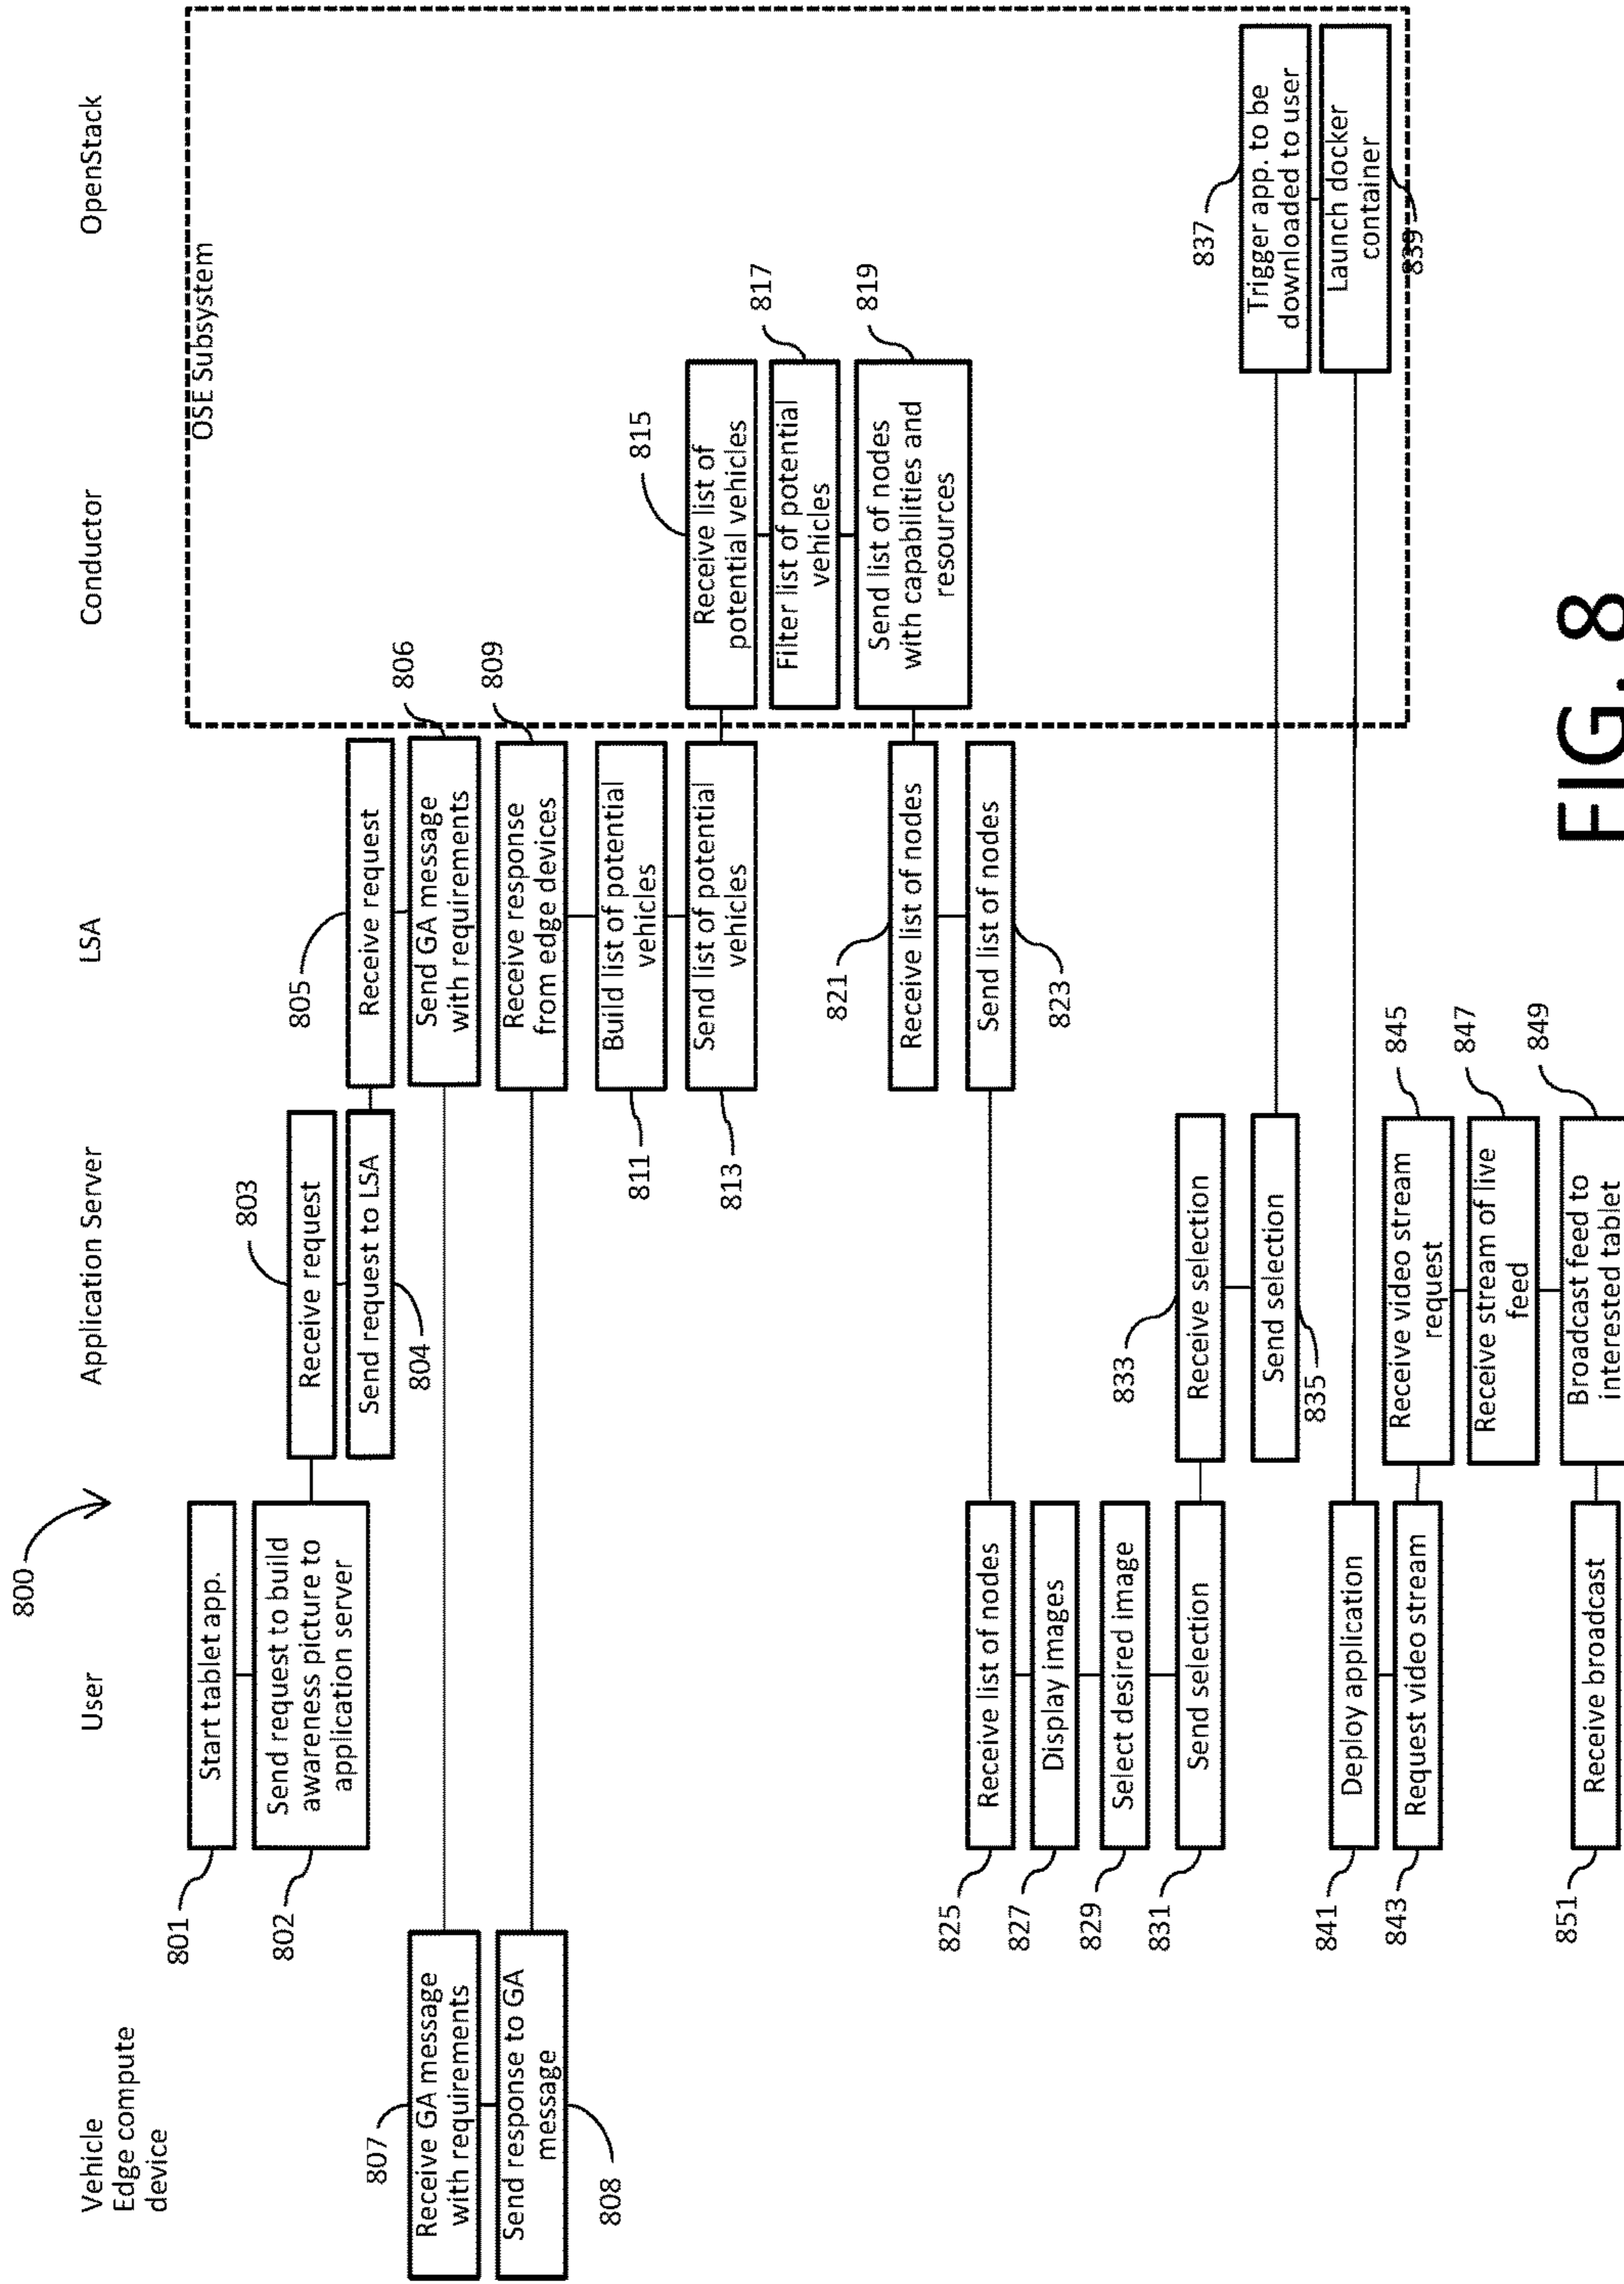 800
Vehicle
Edge compute
device
User
Application Server
LSA
Conductor
OpenStack
OSE Subsystem
801
Start tablet app.
802
Send request to build
awareness picture to
application server
803
Receive request
Send request to LSA
804
805
Receive request
806
Send GA message
with requirements
807
Receive GA message
with requirements
Send response to GA
message
808
809
Receive response
from edge devices
Build list of potential
vehicles
811
Send list of potential
vehicles
813
815
Receive list of
potential vehicles
817
Filter list of potential
vehicles
819
Send list of nodes
with capabilities and
resources
821
Receive list of nodes
Send list of nodes
823
825
Receive list of nodes
827
Display images
829
Select desired image
831
Send selection
833
Receive selection
Send selection
835
837
Trigger app. to be
downloaded to user
Launch docker
container
839
841
Deploy application
843
Request video stream
845
Receive video stream
request
847
Receive stream of live
feed
849
Broadcast feed to
interested tablet
851
Receive broadcast
FIG. 8